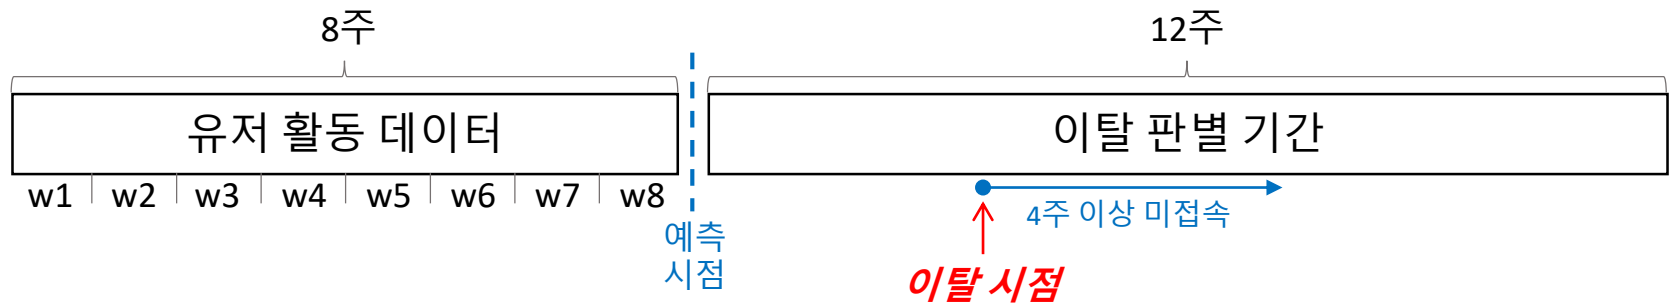 8주
12주
유저 활동 데이터
이탈 판별 기간
w1 w2 w3 w4 w5 w6 w7 w8
4주 이상 미접속
예측
시점
이탈 시점